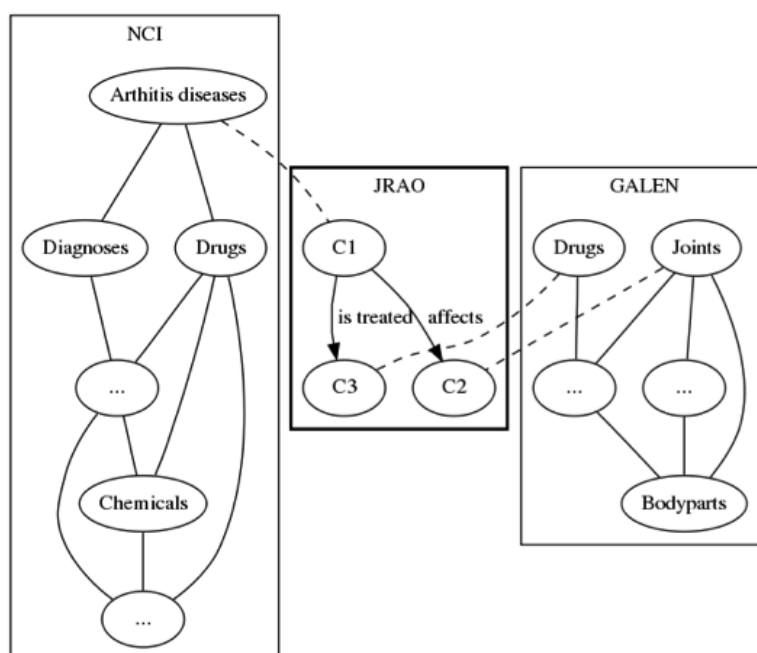 NCI
Arthitis diseases
Diagnoses
Drugs
...
Chemicals
...
JRAO
C1
is treated
affects
C3
C2
GALEN
Drugs
Joints
...
...
Bodyparts